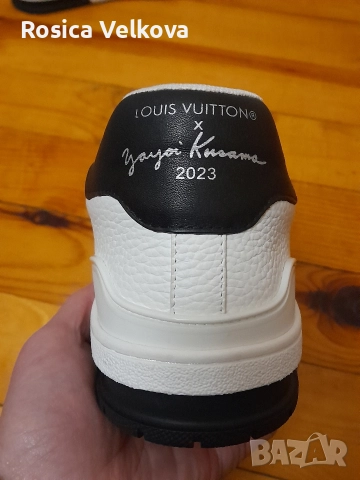 Rosica Velkova
LOUIS VUITTON®
x
Yayoi Kusama
2023
BAZAR